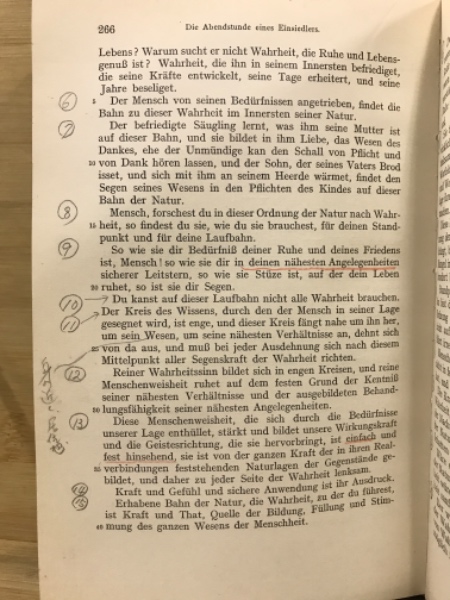 266 Die Abendstunde eines Einsiedlers.
Lebens? Warum sucht er nicht Wahrheit, die Ruhe und Lebens-
genuß ist? Wahrheit, die ihn in seinem Innersten befriediget,
die seine Kräfte entwickelt, seine Tage erheitert, und seine
Jahre beseliget.
6 5 Der Mensch von seinen Bedürfnissen angetrieben, findet die
Bahn zu dieser Wahrheit im Innersten seiner Natur.
7 Der befriedigte Säugling lernt, was ihm seine Mutter ist
auf dieser Bahn, und sie bildet in ihm Liebe, das Wesen des
Dankes, ehe der Unmündige kan den Schall von Pflicht und
10 von Dank hören lassen, und der Sohn, der seines Vaters Brod
isset, und sich mit ihm an seinem Heerde wärmet, findet den
Segen seines Wesens in den Pflichten des Kindes auf dieser
Bahn der Natur.
8 Mensch, forschest du in dieser Ordnung der Natur nach Wahr-
15 heit, so findest du sie, wie du sie brauchest, für deinen Stand-
punkt und für deine Laufbahn.
9 So wie sie dir Bedürfniß deiner Ruhe und deines Friedens
ist, Mensch! so wie sie dir in deinen nähesten Angelegenheiten
sicherer Leitstern, so wie sie Stüze ist, auf der dein Leben
20 ruhet, so ist sie dir Segen.
10 Du kanst auf dieser Laufbahn nicht alle Wahrheit brauchen.
11 Der Kreis des Wissens, durch den der Mensch in seiner Lage
gesegnet wird, ist enge, und dieser Kreis fängt nahe um ihn her,
um sein Wesen, um seine nähesten Verhältnisse an, dehnt sich
25 von da aus, und muß bei jeder Ausdehnung sich nach diesem
Mittelpunkt aller Segenskraft der Wahrheit richten.
12 Reiner Wahrheitssinn bildet sich in engen Kreisen, und reine
Menschenweisheit ruhet auf dem festen Grund der Kentniß
seiner nähesten Verhältnisse und der ausgebildeten Behand-
30 lungsfähigkeit seiner nähesten Angelegenheiten.
13 Diese Menschenweisheit, die sich durch die Bedürfnisse
unserer Lage enthüllet, stärkt und bildet unsere Wirkungskraft
und die Geistesrichtung, die sie hervorbringt, ist einfach und
fest hinsehend, sie ist von der ganzen Kraft der in ihren Real-
35 verbindungen feststehenden Naturlagen der Gegenstände ge-
bildet, und daher zu jeder Seite der Wahrheit lenksam.
14 Kraft und Gefühl und sichere Anwendung ist ihr Ausdruck.
15 Erhabene Bahn der Natur, die Wahrheit, zu der du führest,
ist Kraft und That, Quelle der Bildung, Füllung und Stim-
40 mung des ganzen Wesens der Menschheit.